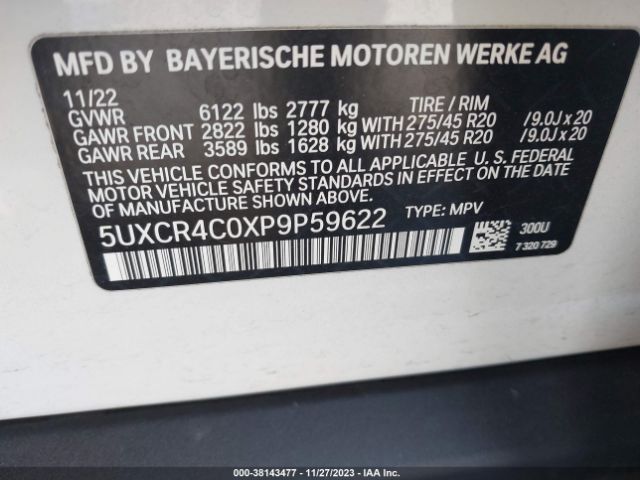 MFD BY BAYERISCHE MOTOREN WERKE AG
11/22 TIRE / RIM
GVWR 6122 lbs 2777 kg
GAWR FRONT 2822 lbs 1280 kg WITH 275/45 R20 /9.0J x 20
GAWR REAR 3589 lbs 1628 kg WITH 275/45 R20 /9.0J x 20
THIS VEHICLE CONFORMS TO ALL APPLICABLE U. S. FEDERAL
MOTOR VEHICLE SAFETY STANDARDS IN EFFECT ON THE
DATE OF MANUFACTURE SHOWN ABOVE.
5UXCR4C0XP9P59622 TYPE: MPV
300U
7 320 729
# 38143477 - 11/27/2023 - IAA Inc.